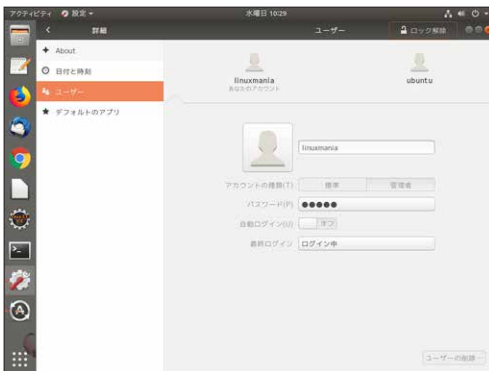 アクティビティ 設定 水曜日 10:29
詳細 ユーザー ロック解除
About
日付と時刻
ユーザー
デフォルトのアプリ
linuxmania
あなたのアカウント
ubuntu
linuxmania
アカウントの種類(T) 標準 管理者
パスワード(P) ●●●●●
自動ログイン(U) オフ
最終ログイン ログイン中
ユーザーの削除…